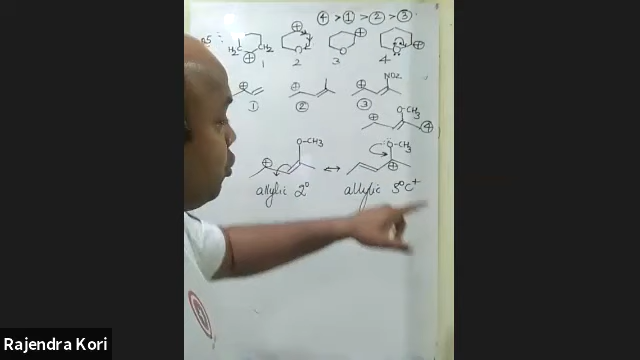 ④ > ① > ② > ③
H₂C CH₂
⊕ ⊕ ⊕ ⊕
1 2 3 4
NO₂
⊕ ⊕ ⊕
① ② ③
O-CH₃
⊕ ④
O-CH₃ ↔ :O-CH₃
⊕ ⊕
allylic 2° allylic 3° C⁺
Rajendra Kori